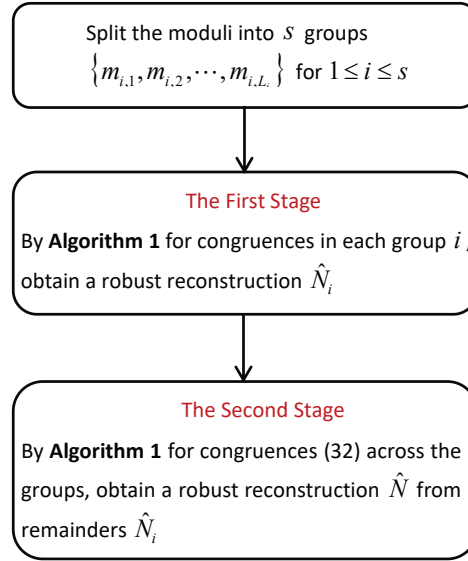 Split the moduli into s groups
{m_{i,1}, m_{i,2}, ⋯, m_{i,L_i}} for 1 ≤ i ≤ s
The First Stage
By Algorithm 1 for congruences in each group i,
obtain a robust reconstruction N̂_i
The Second Stage
By Algorithm 1 for congruences (32) across the
groups, obtain a robust reconstruction N̂ from
remainders N̂_i